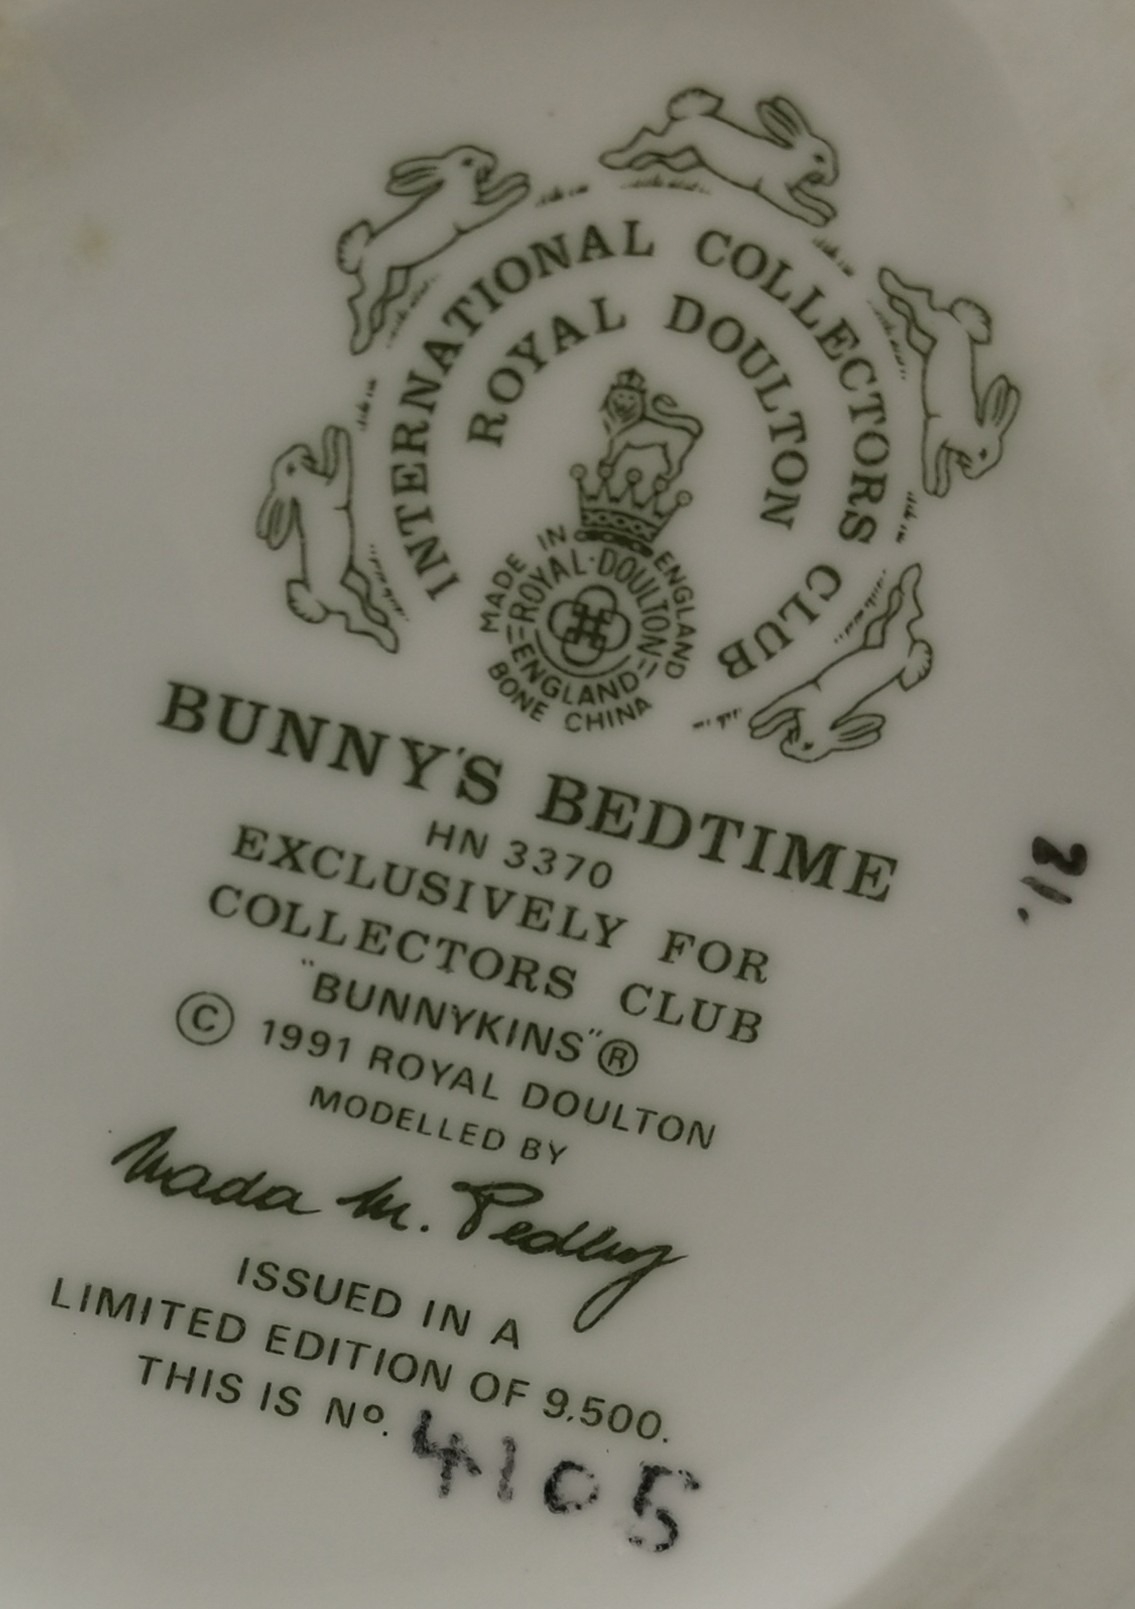 INTERNATIONAL COLLECTORS CLUB
ROYAL DOULTON
MADE IN ENGLAND
ROYAL·DOULTON
ENGLAND
BONE CHINA
BUNNY'S BEDTIME
HN 3370
EXCLUSIVELY FOR
COLLECTORS CLUB
"BUNNYKINS"®
© 1991 ROYAL DOULTON
MODELLED BY
Nada M. Pedley
ISSUED IN A
LIMITED EDITION OF 9,500.
THIS IS Nº. 4105